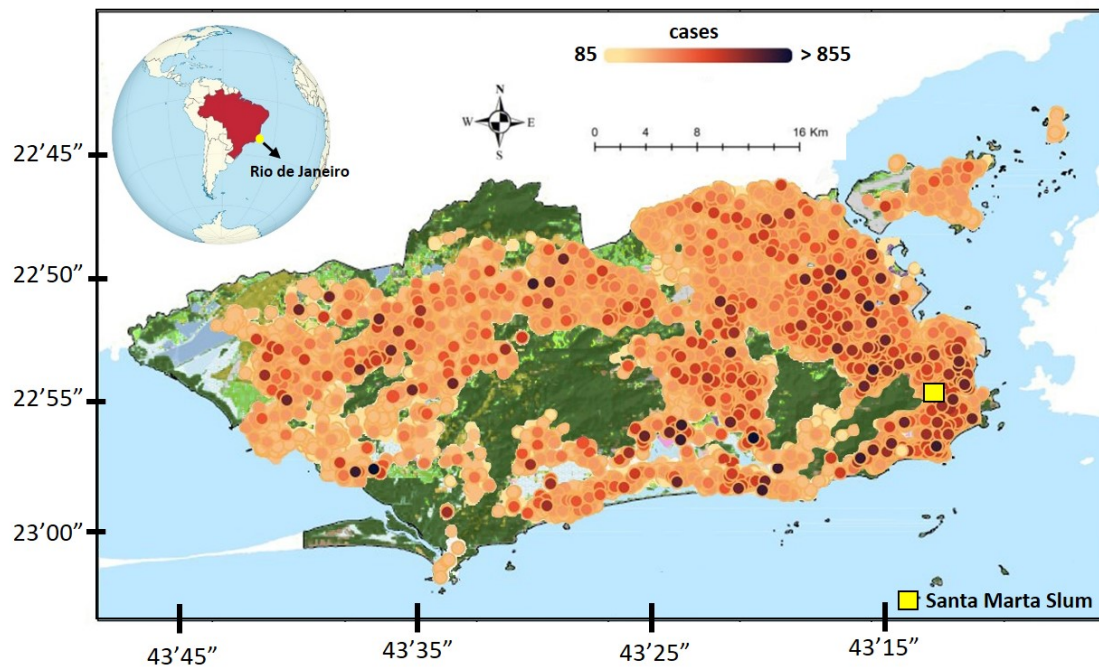 cases
85
> 855
N
W
E
S
0
4
8
16 Km
Rio de Janeiro
22’45”
22’50”
22’55”
23’00”
Santa Marta Slum
43’45”
43’35”
43’25”
43’15”